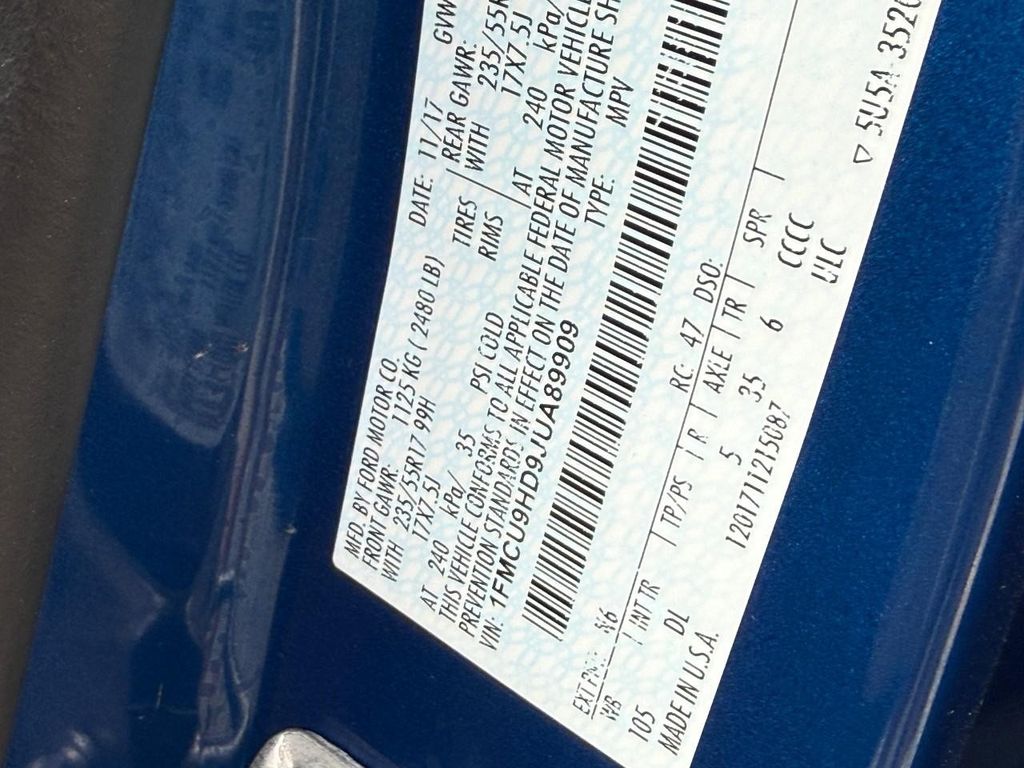 MFD. BY FORD MOTOR CO. DATE: 11/17
FRONT GAWR: 1125 KG ( 2480 LB) REAR GAWR:
WITH 235/55R17 99H TIRES WITH 235/55R
17X7.5J RIMS 17X7.5J
AT 240 kPa/ 35 PSI COLD AT 240 kPa/
THIS VEHICLE CONFORMS TO ALL APPLICABLE FEDERAL MOTOR VEHICLE
PREVENTION STANDARDS IN EFFECT ON THE DATE OF MANUFACTURE SH
VIN: 1FMCU9HD9JUA89909 TYPE: MPV
EXT PNT: N6 RC: 47 DSO:
WB INT TR TP/PS R AXLE TR SPR
105 DL 5 35 6 CCCC
MADE IN U.S.A. 1201711215087 ULC
5U5A-3520